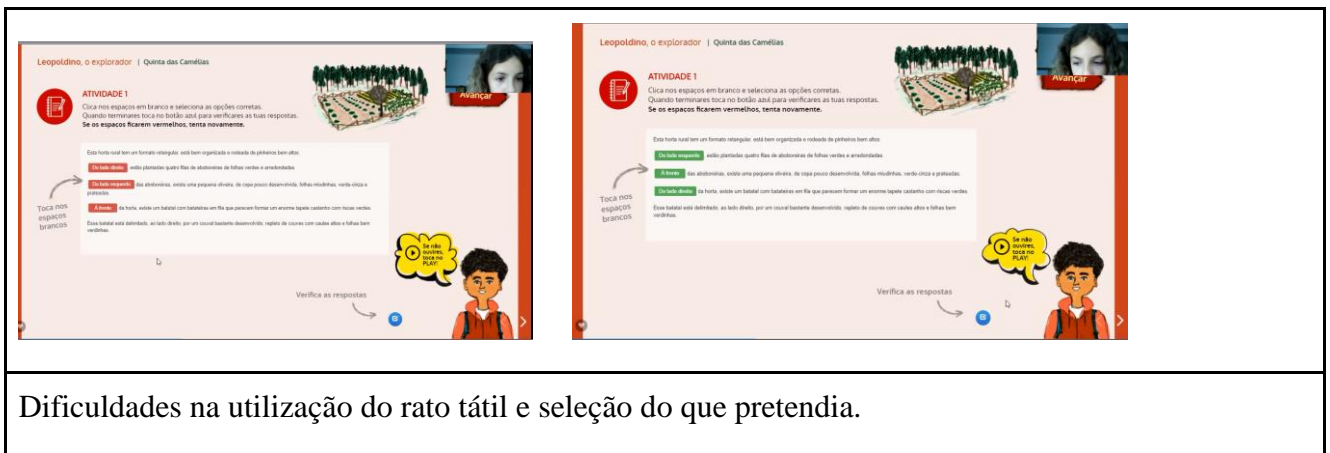 Leopoldino, o explorador | Quinta das Camélias
Avançar
ATIVIDADE 1
Clica nos espaços em branco e seleciona as opções corretas.
Quando terminares toca no botão azul para verificares as tuas respostas.
Se os espaços ficarem vermelhos, tenta novamente.
Esta horta rural tem um formato retangular, está bem organizada e rodeada de pinheiros bem altos.
Do lado direito estão plantadas quatro filas de aboboreiras de folhas verdes e arredondadas.
Do lado esquerdo das aboboreiras, existe uma pequena oliveira, de copa pouco desenvolvida, folhas miudinhas, verde-cinza e
prateadas.
À frente da horta, existe um batatal com batateiras em fila que parecem formar um enorme tapete castanho com riscas verdes.
Esse batatal está delimitado, ao lado direito, por um couval bastante desenvolvido, repleto de couves com caules altos e folhas bem
verdinhas.
Toca nos
espaços
brancos
Se não
ouvires,
toca no
PLAY!
Verifica as respostas
Leopoldino, o explorador | Quinta das Camélias
Avançar
ATIVIDADE 1
Clica nos espaços em branco e seleciona as opções corretas.
Quando terminares toca no botão azul para verificares as tuas respostas.
Se os espaços ficarem vermelhos, tenta novamente.
Esta horta rural tem um formato retangular, está bem organizada e rodeada de pinheiros bem altos.
Do lado esquerdo estão plantadas quatro filas de aboboreiras de folhas verdes e arredondadas.
À frente das aboboreiras, existe uma pequena oliveira, de copa pouco desenvolvida, folhas miudinhas, verde-cinza e prateadas.
Do lado direito da horta, existe um batatal com batateiras em fila que parecem formar um enorme tapete castanho com riscas verdes.
Esse batatal está delimitado, ao lado direito, por um couval bastante desenvolvido, repleto de couves com caules altos e folhas bem
verdinhas.
Toca nos
espaços
brancos
Se não
ouvires,
toca no
PLAY!
Verifica as respostas
Dificuldades na utilização do rato tátil e seleção do que pretendia.